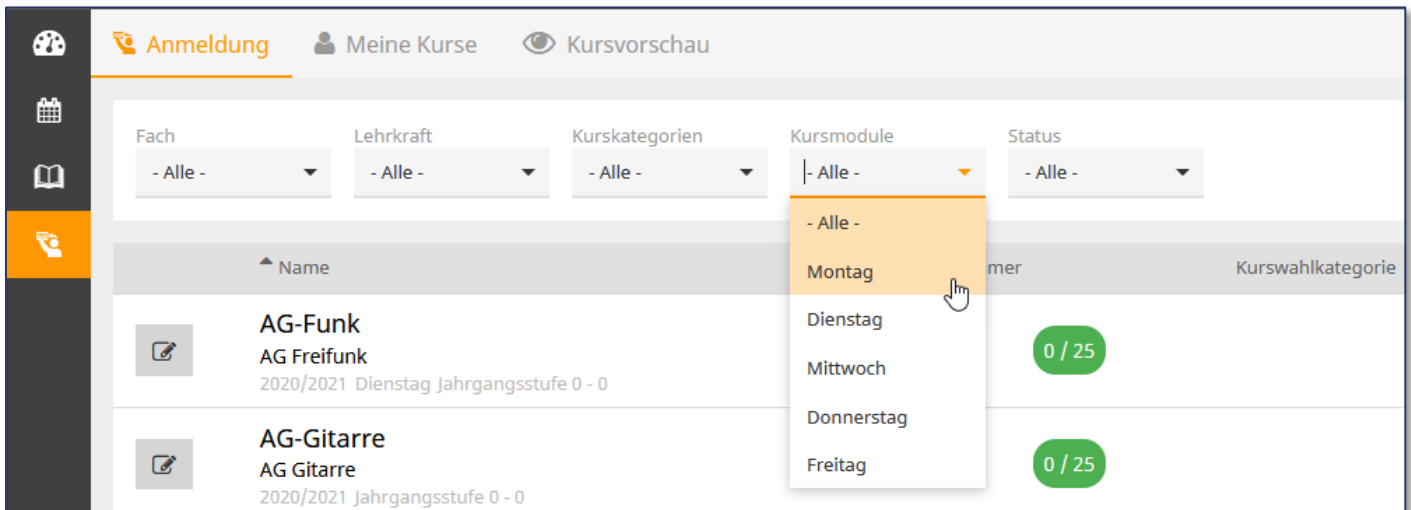 Anmeldung Meine Kurse Kursvorschau
Fach Lehrkraft Kurskategorien Kursmodule Status
- Alle - - Alle - - Alle - - Alle - - Alle -
- Alle -
Montag
Dienstag
Mittwoch
Donnerstag
Freitag
Name mer Kurswahlkategorie
AG-Funk
AG Freifunk
2020/2021 Dienstag Jahrgangsstufe 0 - 0
0 / 25
AG-Gitarre
AG Gitarre
2020/2021 Jahrgangsstufe 0 - 0
0 / 25